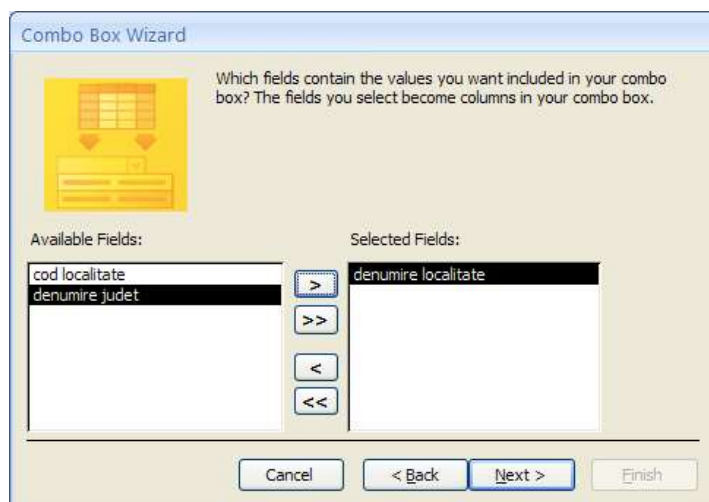 Combo Box Wizard
Which fields contain the values you want included in your combo
box? The fields you select become columns in your combo box.
Available Fields:
Selected Fields:
cod localitate
denumire judet
>
>>
<
<<
denumire localitate
Cancel
< Back
Next >
Finish